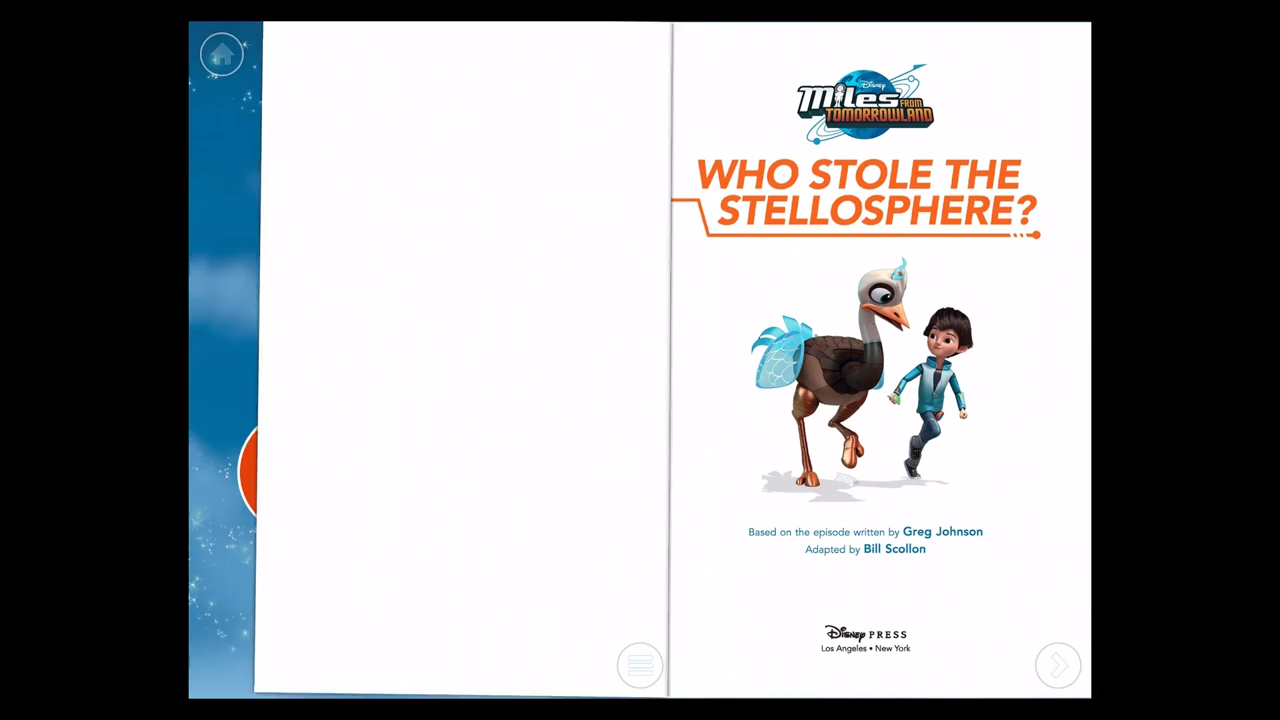 Disney
Miles
FROM
TOMORROWLAND
WHO STOLE THE
STELLOSPHERE?
Based on the episode written by Greg Johnson
Adapted by Bill Scollon
Disney PRESS
Los Angeles • New York